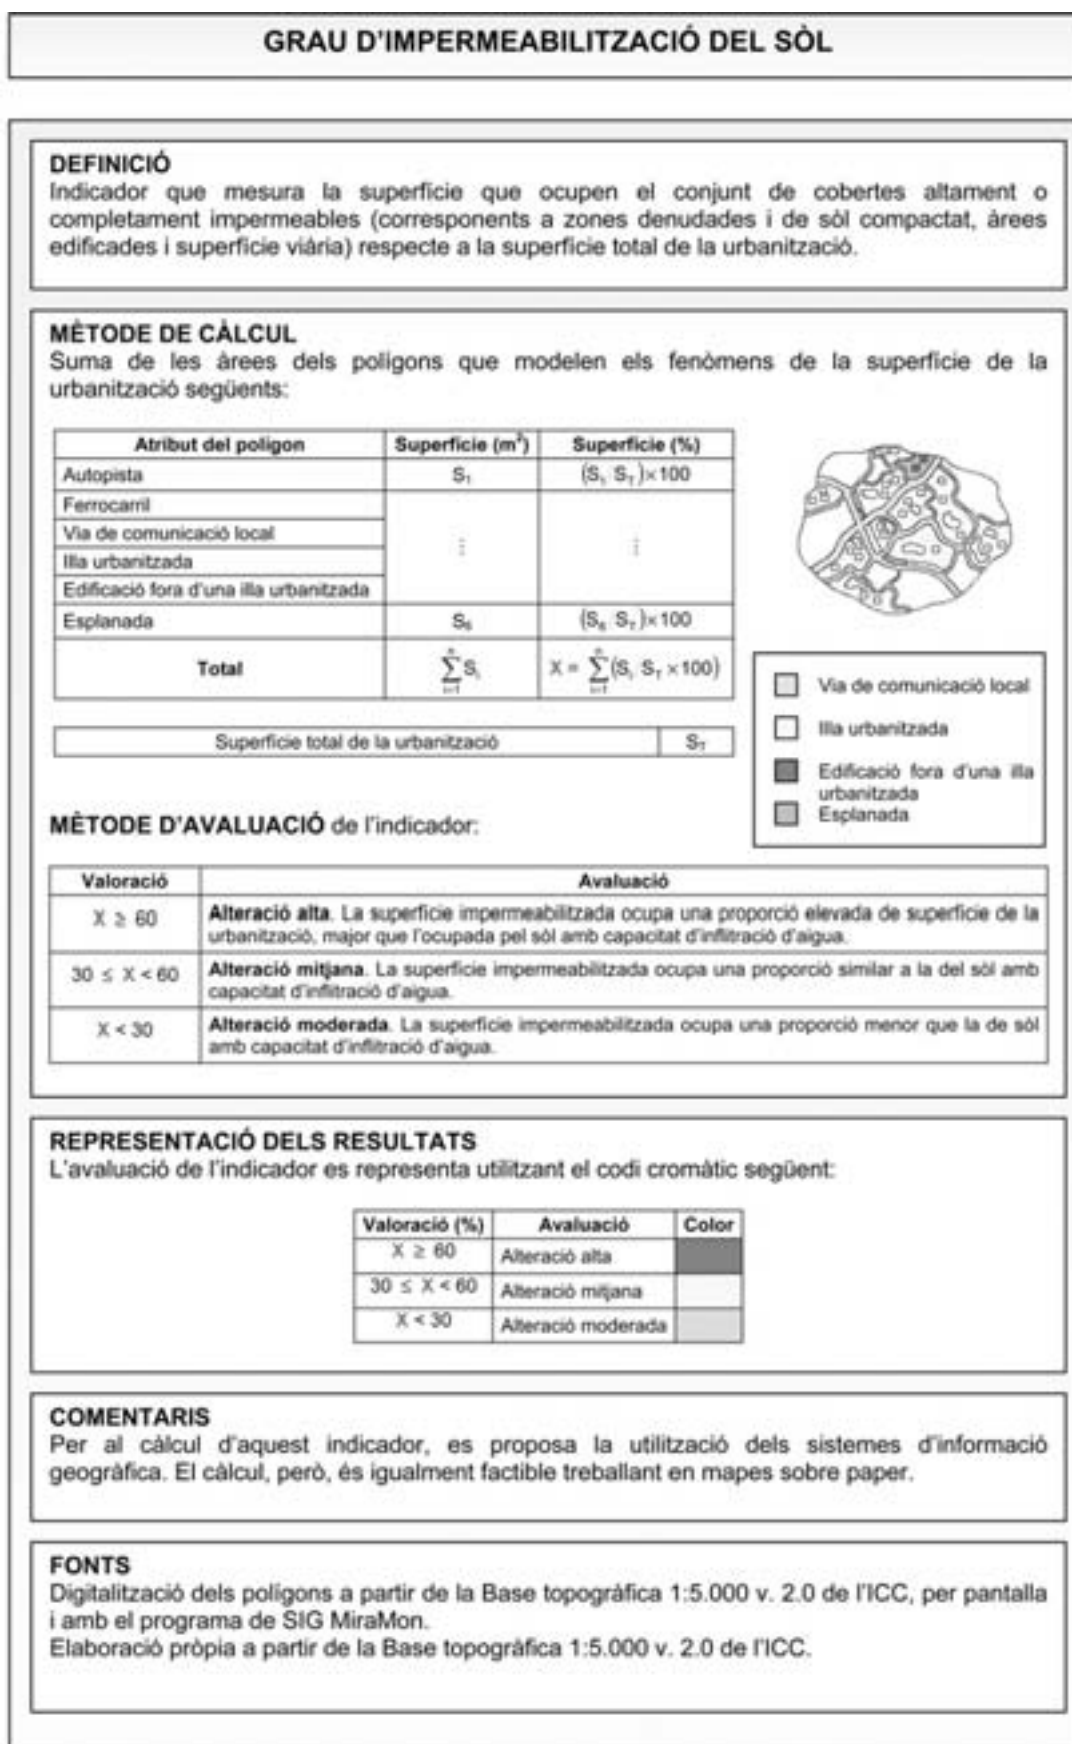 GRAU D'IMPERMEABILITZACIÓ DEL SÒL
DEFINICIÓ
Indicador que mesura la superfície que ocupen el conjunt de cobertes altament o
completament impermeables (corresponents a zones denudades i de sòl compactat, àrees
edificades i superfície viària) respecte a la superfície total de la urbanització.
MÈTODE DE CÀLCUL
Suma de les àrees dels polígons que modelen els fenòmens de la superfície de la
urbanització següents:
Atribut del polígon Superfície (m²) Superfície (%)
Autopista S₁ (S₁ S_T)×100
Ferrocarril
Via de comunicació local ⋮ ⋮
Illa urbanitzada
Edificació fora d'una illa urbanitzada
Esplanada S₆ (S₆ S_T)×100
Total ∑ⁿᵢ₌₁ Sᵢ X = ∑ⁿᵢ₌₁ (Sᵢ S_T × 100)
Superfície total de la urbanització S_T
Via de comunicació local
Illa urbanitzada
Edificació fora d'una illa
urbanitzada
Esplanada
MÈTODE D'AVALUACIÓ de l'indicador:
Valoració Avaluació
X ≥ 60 Alteració alta. La superfície impermeabilitzada ocupa una proporció elevada de superfície de la
urbanització, major que l'ocupada pel sòl amb capacitat d'inflitració d'aigua.
30 ≤ X < 60 Alteració mitjana. La superfície impermeabilitzada ocupa una proporció similar a la del sòl amb
capacitat d'inflitració d'aigua.
X < 30 Alteració moderada. La superfície impermeabilitzada ocupa una proporció menor que la de sòl
amb capacitat d'inflitració d'aigua.
REPRESENTACIÓ DELS RESULTATS
L'avaluació de l'indicador es representa utilitzant el codi cromàtic següent:
Valoració (%) Avaluació Color
X ≥ 60 Alteració alta
30 ≤ X < 60 Alteració mitjana
X < 30 Alteració moderada
COMENTARIS
Per al càlcul d'aquest indicador, es proposa la utilització dels sistemes d'informació
geogràfica. El càlcul, però, és igualment factible treballant en mapes sobre paper.
FONTS
Digitalització dels polígons a partir de la Base topogràfica 1:5.000 v. 2.0 de l'ICC, per pantalla
i amb el programa de SIG MiraMon.
Elaboració pròpia a partir de la Base topogràfica 1:5.000 v. 2.0 de l'ICC.